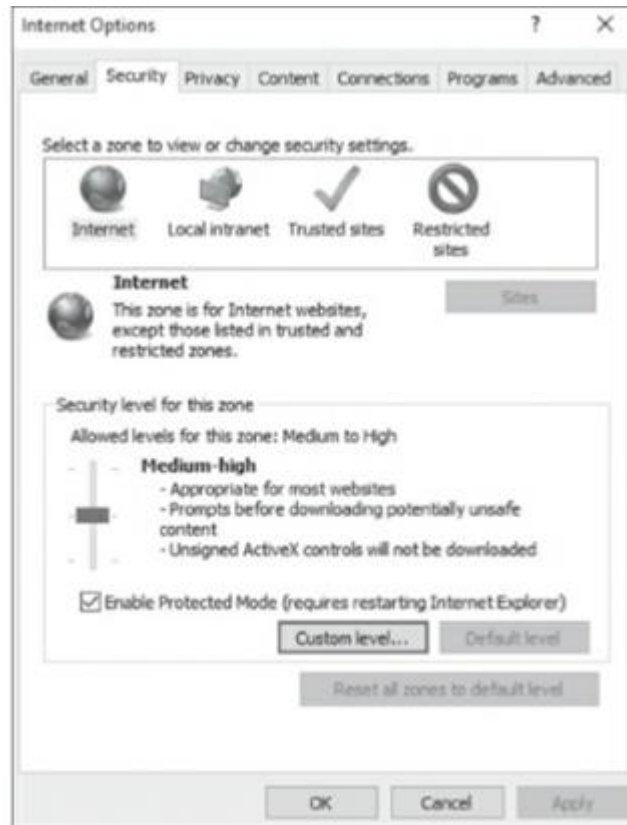 Internet Options ? ×
General Security Privacy Content Connections Programs Advanced
Select a zone to view or change security settings.
Internet Local intranet Trusted sites Restricted
sites
Internet
Sites
This zone is for Internet websites,
except those listed in trusted and
restricted zones.
Security level for this zone
Allowed levels for this zone: Medium to High
Medium-high
- Appropriate for most websites
- Prompts before downloading potentially unsafe
content
- Unsigned ActiveX controls will not be downloaded
Enable Protected Mode (requires restarting Internet Explorer)
Custom level... Default level
Reset all zones to default level
OK Cancel Apply